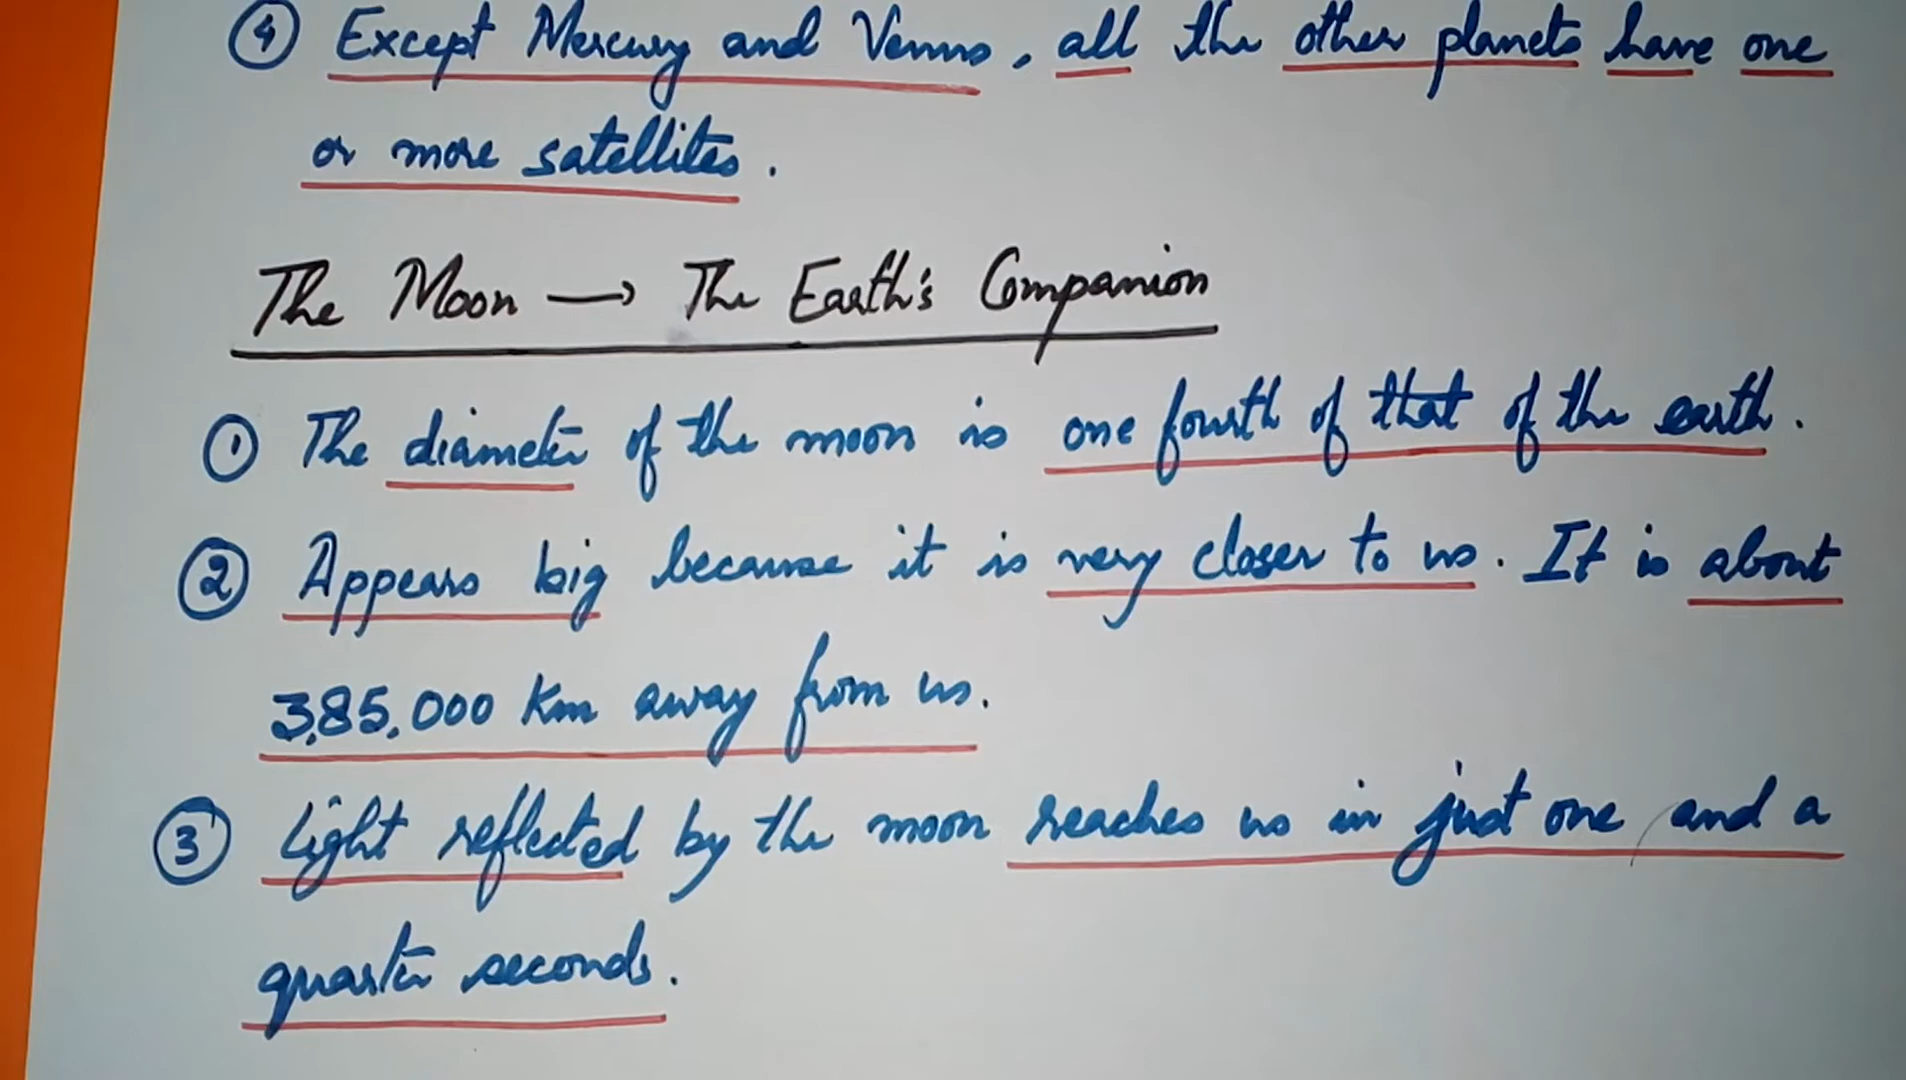 ④ Except Mercury and Venus, all the other planets have one
or more satellites.
The Moon → The Earth's Companion
① The diameter of the moon is one fourth of that of the earth.
② Appears big because it is very closer to us. It is about
3,85,000 Km away from us.
③ Light reflected by the moon reaches us in just one and a
quarter seconds.